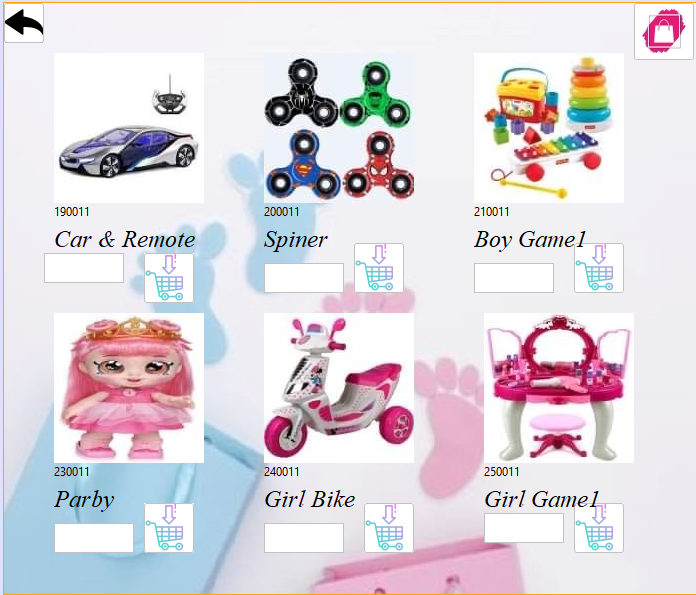 190011
200011
210011
Car & Remote
Spiner
Boy Game1
230011
240011
250011
Parby
Girl Bike
Girl Game1